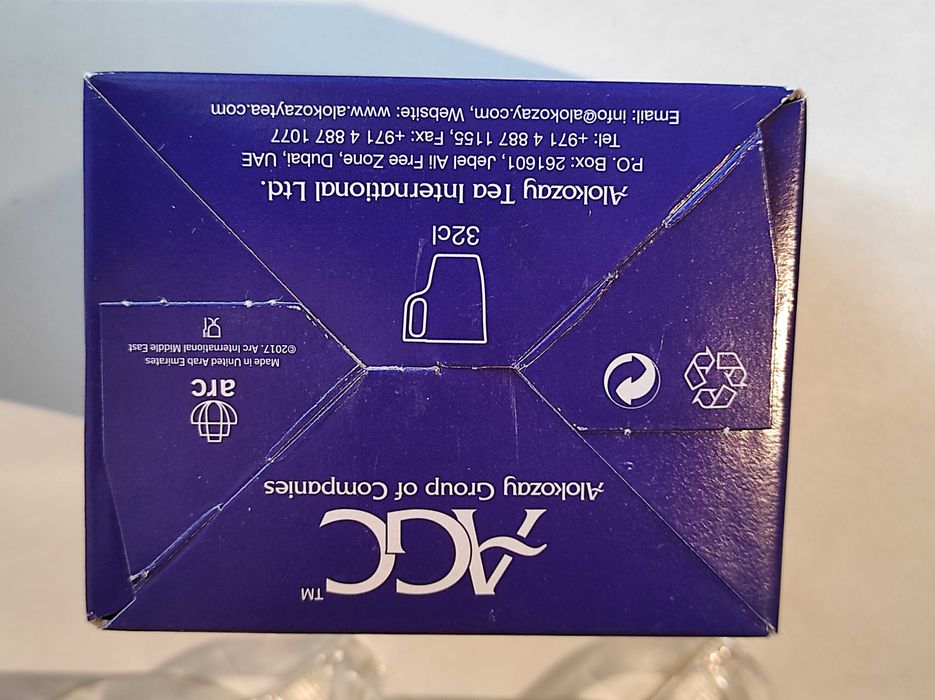 AGC™
Alokozay Group of Companies
arc
Made in United Arab Emirates
©2017. Arc International Middle East
32cl
Alokozay Tea International Ltd.
P.O. Box: 261601, Jebel Ali Free Zone, Dubai, UAE
Tel: +971 4 887 1155, Fax: +971 4 887 1077
Email: info@alokozay.com, Website: www.alokozaytea.com